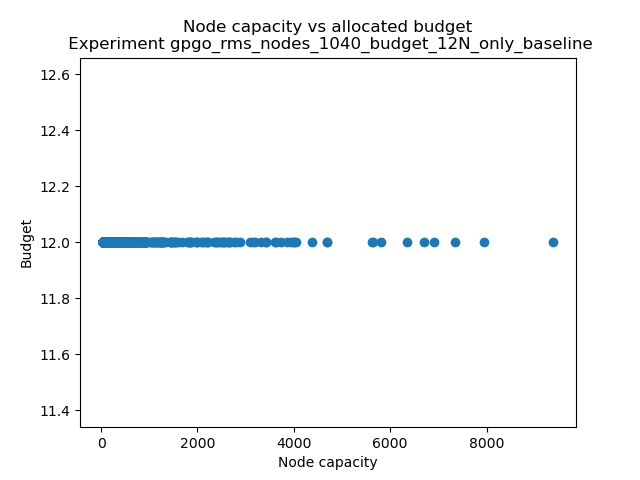 Node capacity vs allocated budget
Experiment gpgo_rms_nodes_1040_budget_12N_only_baseline
12.6
12.4
12.2
12.0
11.8
11.6
11.4
Budget
0 2000 4000 6000 8000
Node capacity